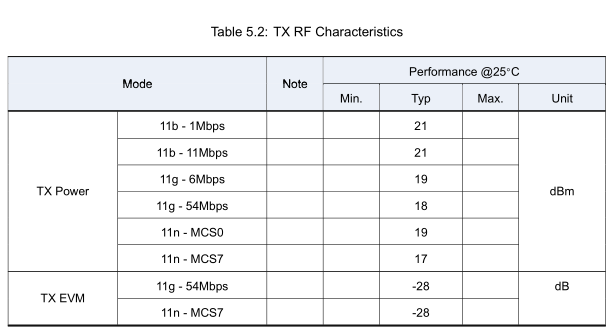 Table 5.2: TX RF Characteristics
Mode Note Performance @25°C
Min. Typ Max. Unit
TX Power 11b - 1Mbps 21 dBm
11b - 11Mbps 21
11g - 6Mbps 19
11g - 54Mbps 18
11n - MCS0 19
11n - MCS7 17
TX EVM 11g - 54Mbps -28 dB
11n - MCS7 -28